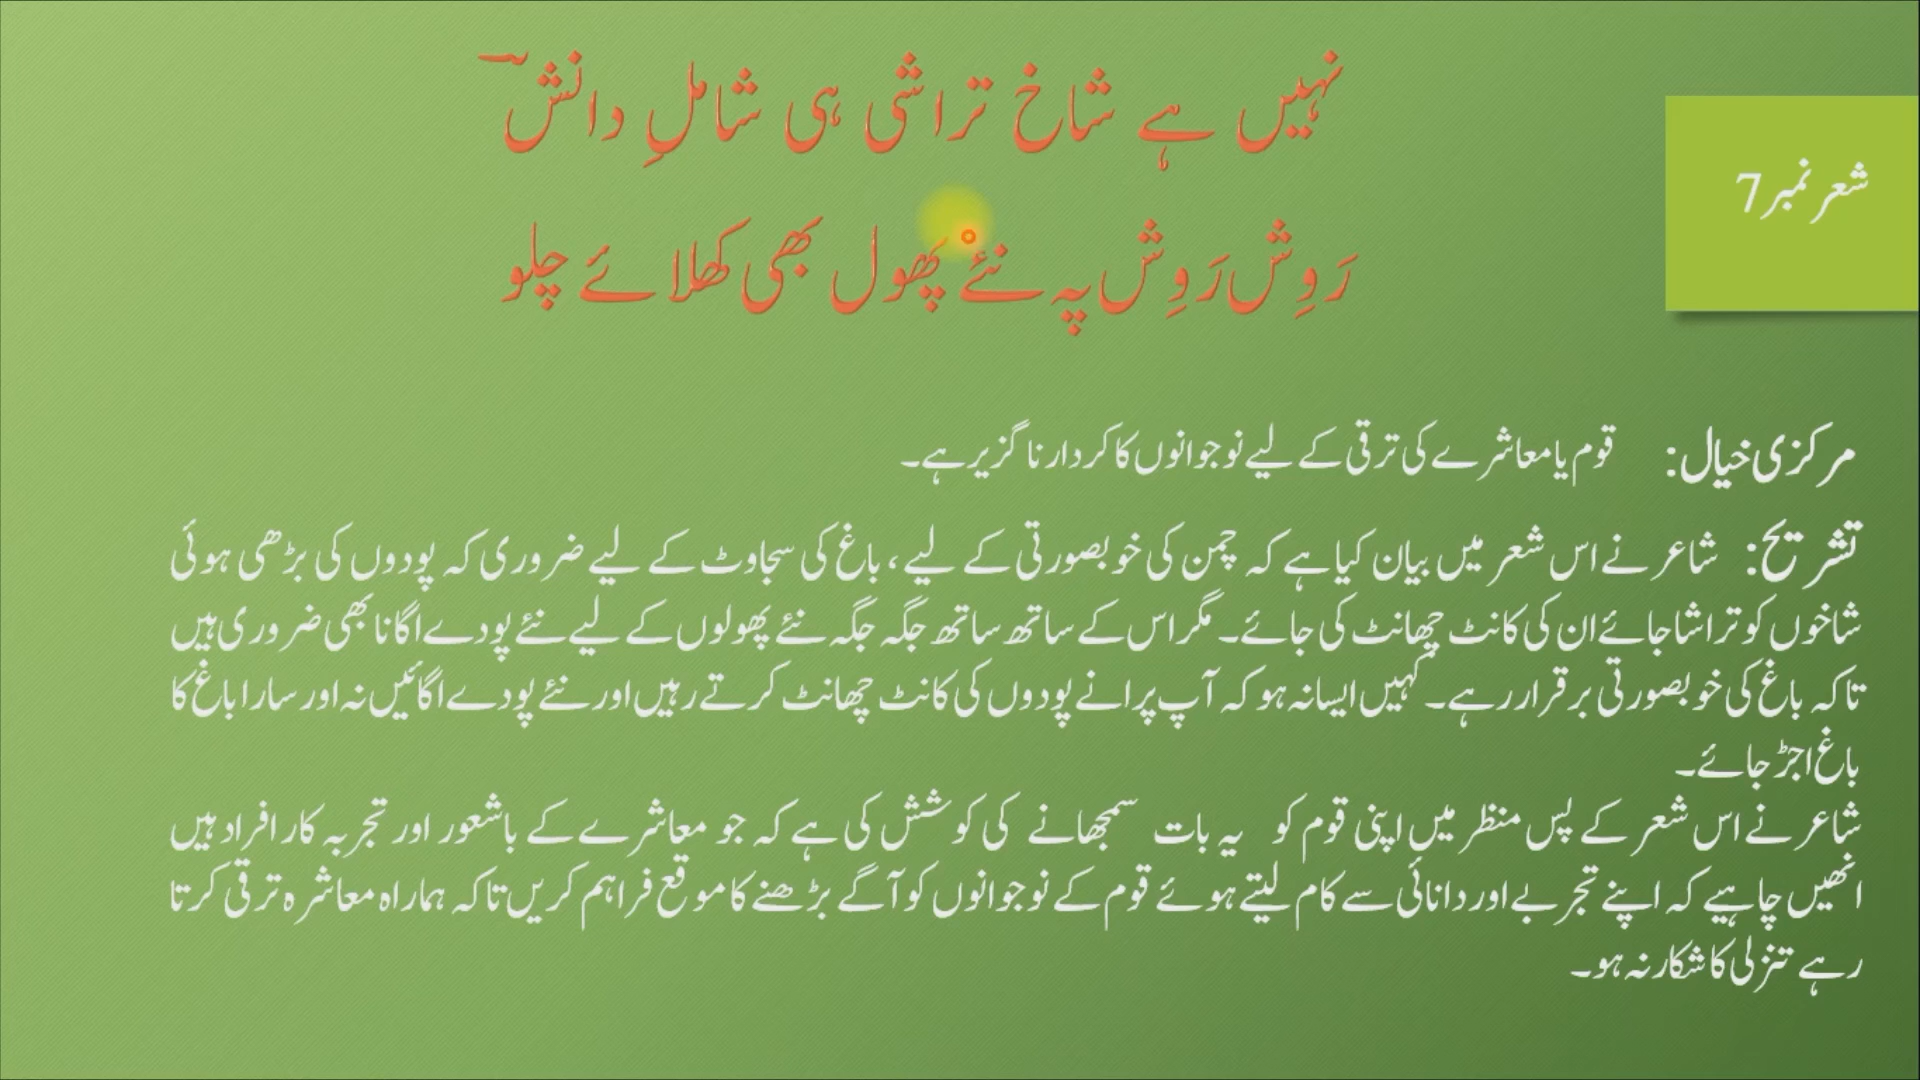 نہیں ہے شاخ تراشی ہی شاملِ دانش
رَوِش رَوِش پہ نئے پھول بھی کھلائے چلو
شعر نمبر 7
مرکزی خیال: قوم یا معاشرے کی ترقی کے لیے نوجوانوں کا کردار ناگزیر ہے۔
تشریح: شاعر نے اس شعر میں بیان کیا ہے کہ چمن کی خوبصورتی کے لیے، باغ کی سجاوٹ کے لیے ضروری کہ پودوں کی بڑھی ہوئی
شاخوں کو تراشا جائے ان کی کانٹ چھانٹ کی جائے۔ مگر اس کے ساتھ ساتھ جگہ جگہ نئے پھولوں کے لیے نئے پودے اگانا بھی ضروری ہیں
تاکہ باغ کی خوبصورتی برقرار رہے۔ کہیں ایسا نہ ہو کہ آپ پرانے پودوں کی کانٹ چھانٹ کرتے رہیں اور نئے پودے اگائیں نہ اور سارا باغ کا
باغ اجڑ جائے۔
شاعر نے اس شعر کے پس منظر میں اپنی قوم کو یہ بات سمجھانے کی کوشش کی ہے کہ جو معاشرے کے باشعور اور تجربہ کار افراد ہیں
انھیں چاہیے کہ اپنے تجربے اور دانائی سے کام لیتے ہوئے قوم کے نوجوانوں کو آگے بڑھنے کا موقع فراہم کریں تاکہ ہماراہ معاشرہ ترقی کرتا
رہے تنزلی کا شکار نہ ہو۔